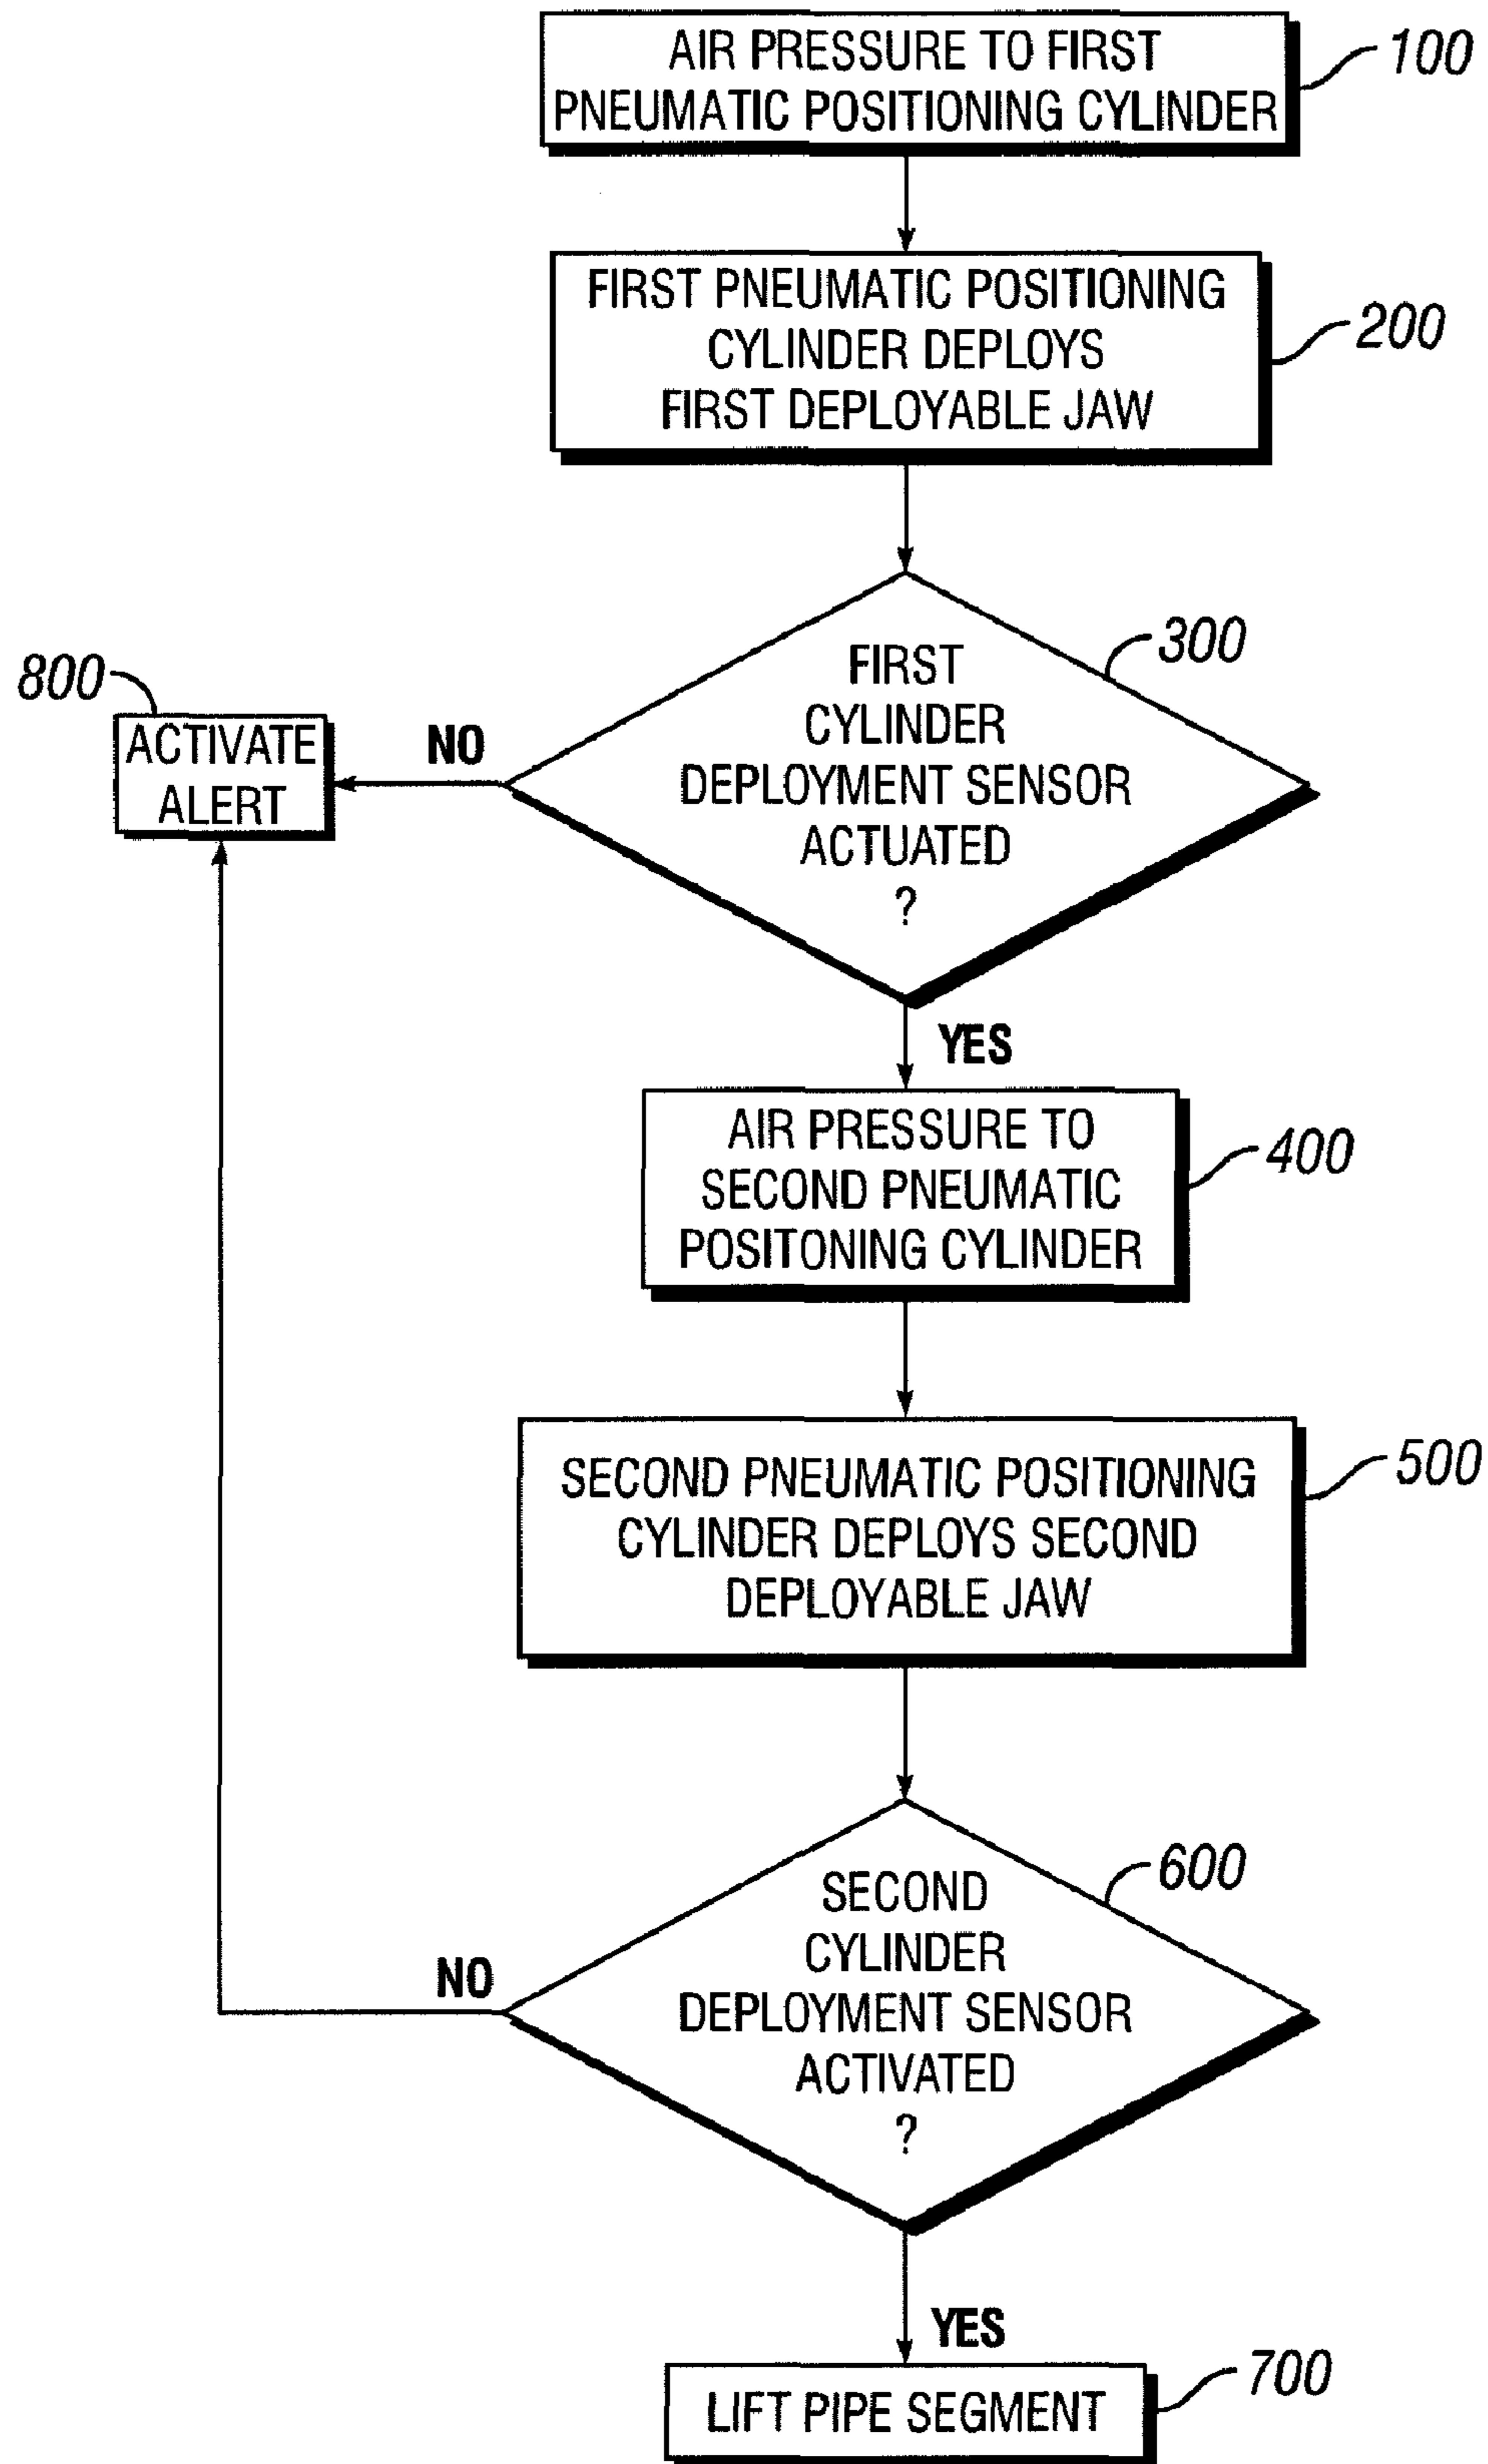 AIR PRESSURE TO FIRST
PNEUMATIC POSITIONING CYLINDER
100
FIRST PNEUMATIC POSITIONING
CYLINDER DEPLOYS
FIRST DEPLOYABLE JAW
200
FIRST
CYLINDER
DEPLOYMENT SENSOR
ACTUATED
?
300
NO
800
ACTIVATE
ALERT
YES
AIR PRESSURE TO
SECOND PNEUMATIC
POSITONING CYLINDER
400
SECOND PNEUMATIC POSITIONING
CYLINDER DEPLOYS SECOND
DEPLOYABLE JAW
500
SECOND
CYLINDER
DEPLOYMENT SENSOR
ACTIVATED
?
600
NO
YES
LIFT PIPE SEGMENT
700